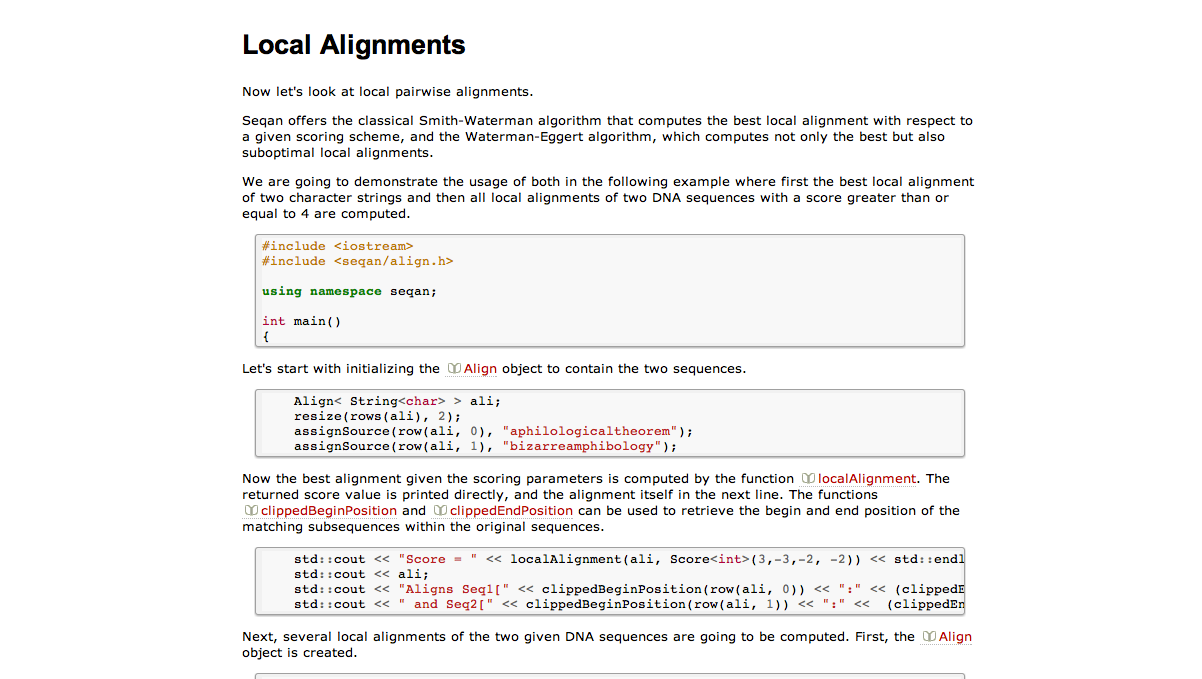 Local Alignments
Now let's look at local pairwise alignments.
Seqan offers the classical Smith-Waterman algorithm that computes the best local alignment with respect to
a given scoring scheme, and the Waterman-Eggert algorithm, which computes not only the best but also
suboptimal local alignments.
We are going to demonstrate the usage of both in the following example where first the best local alignment
of two character strings and then all local alignments of two DNA sequences with a score greater than or
equal to 4 are computed.
#include <iostream>
#include <seqan/align.h>
using namespace seqan;
int main()
{
Let's start with initializing the Align object to contain the two sequences.
Align< String<char> > ali;
resize(rows(ali), 2);
assignSource(row(ali, 0), "aphilologicaltheorem");
assignSource(row(ali, 1), "bizarreamphibology");
Now the best alignment given the scoring parameters is computed by the function localAlignment. The
returned score value is printed directly, and the alignment itself in the next line. The functions
clippedBeginPosition and clippedEndPosition can be used to retrieve the begin and end position of the
matching subsequences within the original sequences.
std::cout << "Score = " << localAlignment(ali, Score<int>(3,-3,-2, -2)) << std::endl
std::cout << ali;
std::cout << "Aligns Seq1[" << clippedBeginPosition(row(ali, 0)) << ":" << (clippedE
std::cout << " and Seq2[" << clippedBeginPosition(row(ali, 1)) << ":" <<  (clippedEn
Next, several local alignments of the two given DNA sequences are going to be computed. First, the Align
object is created.